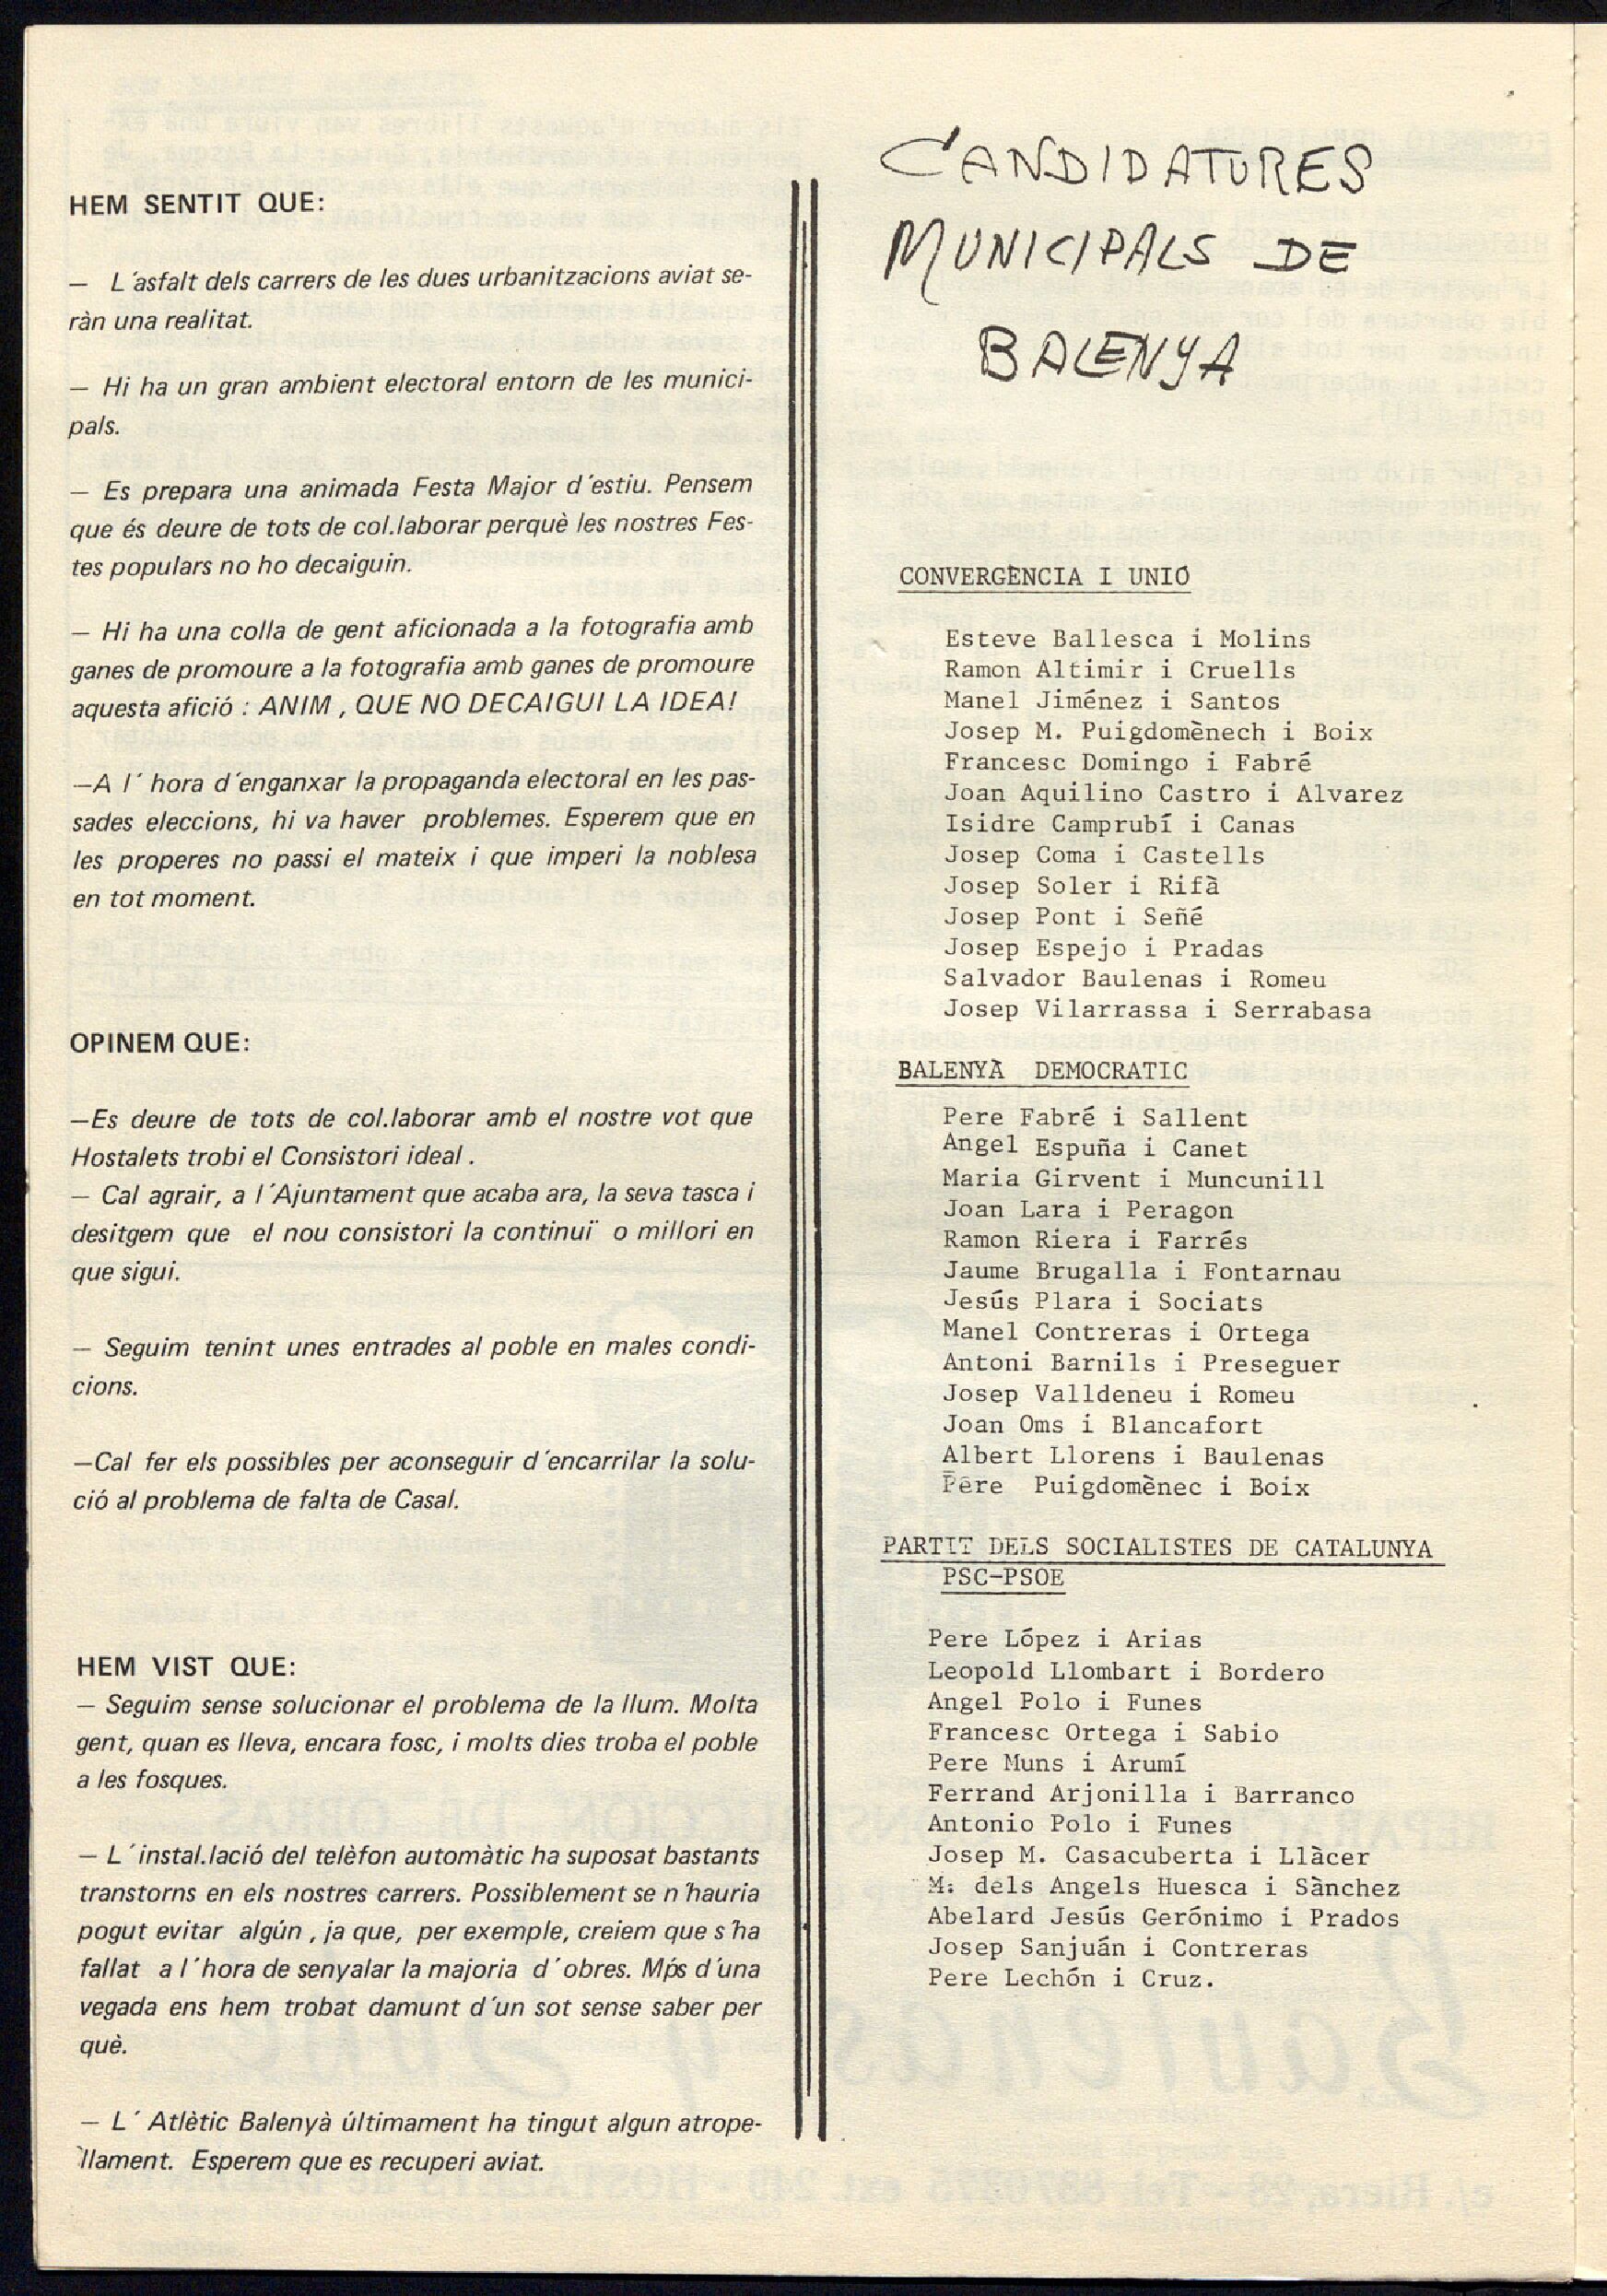 HEM SENTIT QUE:
— L´asfalt dels carrers de les dues urbanitzacions aviat se-
ràn una realitat.
— Hi ha un gran ambient electoral entorn de les munici-
pals.
— Es prepara una animada Festa Major d´estiu. Pensem
que és deure de tots de col.laborar perquè les nostres Fes-
tes populars no ho decaiguin.
— Hi ha una colla de gent aficionada a la fotografia amb
ganes de promoure a la fotografia amb ganes de promoure
aquesta afició : ANIM , QUE NO DECAIGUI LA IDEA!
—A l´ hora d´enganxar la propaganda electoral en les pas-
sades eleccions, hi va haver problemes. Esperem que en
les properes no passi el mateix i que imperi la noblesa
en tot moment.
OPINEM QUE:
—Es deure de tots de col.laborar amb el nostre vot que
Hostalets trobi el Consistori ideal .
— Cal agrair, a l´Ajuntament que acaba ara, la seva tasca i
desitgem que el nou consistori la continuï o millori en
que sigui.
— Seguim tenint unes entrades al poble en males condi-
cions.
—Cal fer els possibles per aconseguir d´encarrilar la solu-
ció al problema de falta de Casal.
HEM VIST QUE:
— Seguim sense solucionar el problema de la llum. Molta
gent, quan es lleva, encara fosc, i molts dies troba el poble
a les fosques.
— L´instal.lació del telèfon automàtic ha suposat bastants
transtorns en els nostres carrers. Possiblement se n´hauria
pogut evitar algún , ja que, per exemple, creiem que s´ha
fallat a l´hora de senyalar la majoria d´obres. Mps d´una
vegada ens hem trobat damunt d´un sot sense saber per
què.
— L´ Atlètic Balenyà últimament ha tingut algun atrope-
llament. Esperem que es recuperi aviat.
CANDIDATURES
MUNICIPALS DE
BALENYA
CONVERGÈNCIA I UNIÓ
Esteve Ballesca i Molins
Ramon Altimir i Cruells
Manel Jiménez i Santos
Josep M. Puigdomènech i Boix
Francesc Domingo i Fabré
Joan Aquilino Castro i Alvarez
Isidre Camprubí i Canas
Josep Coma i Castells
Josep Soler i Rifà
Josep Pont i Señé
Josep Espejo i Pradas
Salvador Baulenas i Romeu
Josep Vilarrassa i Serrabasa
BALENYÀ DEMOCRATIC
Pere Fabré i Sallent
Angel Espuña i Canet
Maria Girvent i Muncunill
Joan Lara i Peragon
Ramon Riera i Farrés
Jaume Brugalla i Fontarnau
Jesús Plara i Sociats
Manel Contreras i Ortega
Antoni Barnils i Preseguer
Josep Valldeneu i Romeu
Joan Oms i Blancafort
Albert Llorens i Baulenas
Pere Puigdomènec i Boix
PARTIT DELS SOCIALISTES DE CATALUNYA
PSC-PSOE
Pere López i Arias
Leopold Llombart i Bordero
Angel Polo i Funes
Francesc Ortega i Sabio
Pere Muns i Arumí
Ferrand Arjonilla i Barranco
Antonio Polo i Funes
Josep M. Casacuberta i Llàcer
M. dels Angels Huesca i Sànchez
Abelard Jesús Gerónimo i Prados
Josep Sanjuán i Contreras
Pere Lechón i Cruz.